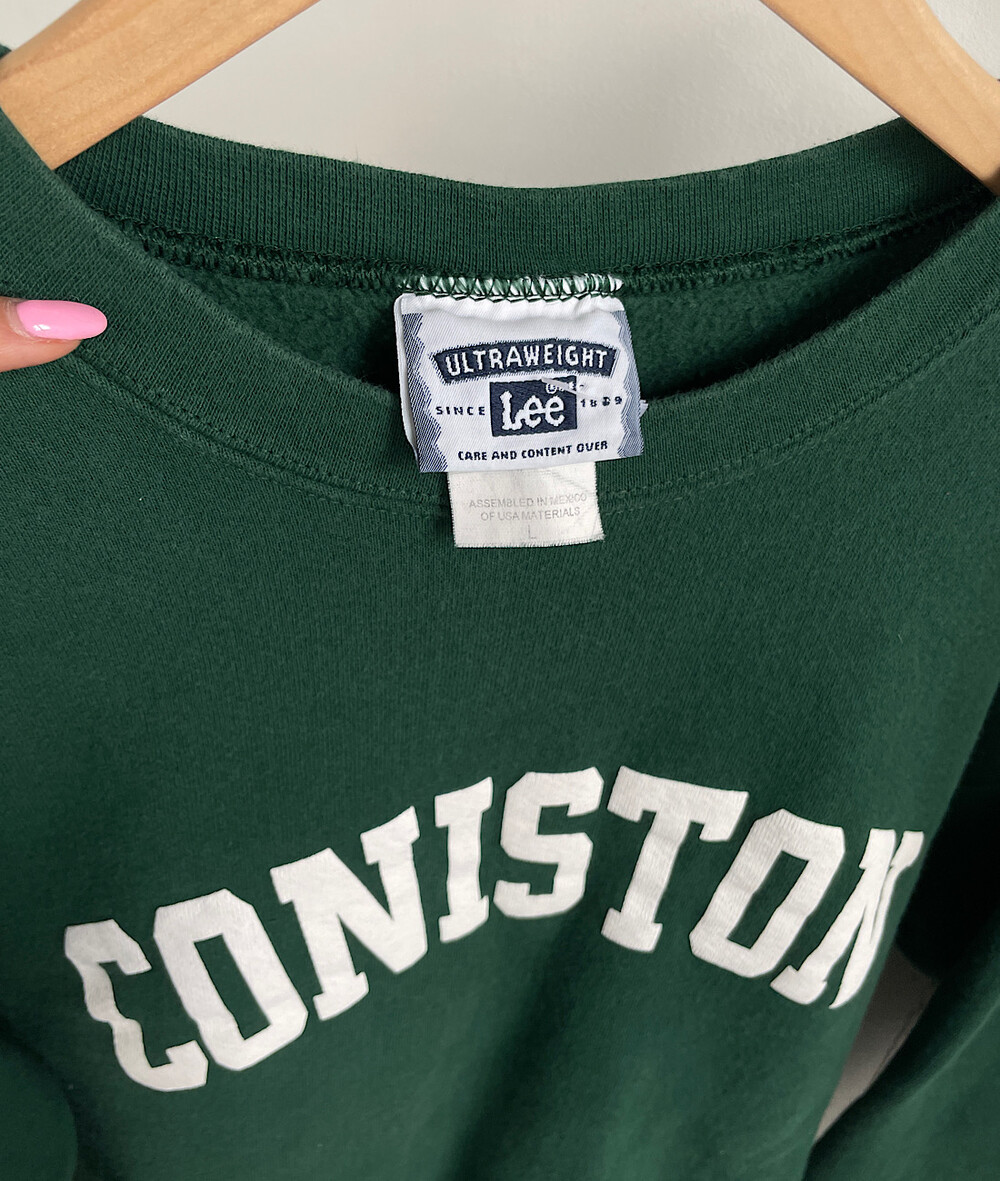 ULTRAWEIGHT
SINCE Lee 1889
CARE AND CONTENT OVER
ASSEMBLED IN MEXICO
OF USA MATERIALS
L
CONISTON